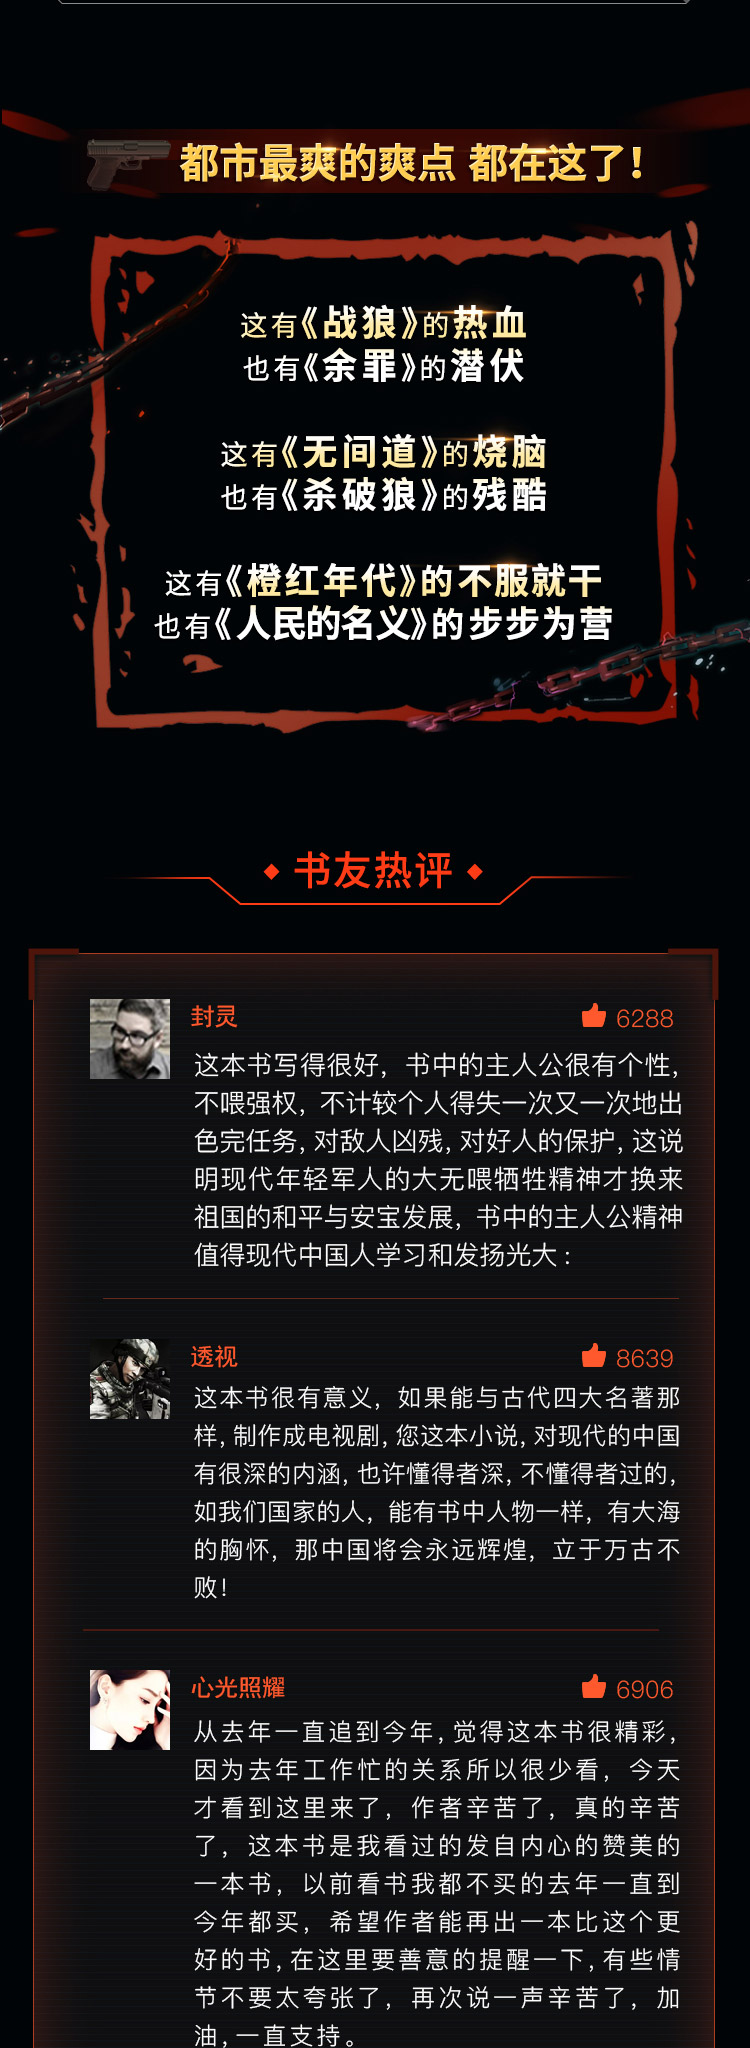 都市最爽的爽点 都在这了！
这有《战狼》的热血
也有《余罪》的潜伏
这有《无间道》的烧脑
也有《杀破狼》的残酷
这有《橙红年代》的不服就干
也有《人民的名义》的步步为营
书友热评
封灵 6288
这本书写得很好，书中的主人公很有个性，
不喂强权，不计较个人得失一次又一次地出
色完任务，对敌人凶残，对好人的保护，这说
明现代年轻军人的大无喂牺牲精神才换来
祖国的和平与安宝发展，书中的主人公精神
值得现代中国人学习和发扬光大：
透视 8639
这本书很有意义，如果能与古代四大名著那
样，制作成电视剧，您这本小说，对现代的中国
有很深的内涵，也许懂得者深，不懂得者过的，
如我们国家的人，能有书中人物一样，有大海
的胸怀，那中国将会永远辉煌，立于万古不
败！
心光照耀 6906
从去年一直追到今年，觉得这本书很精彩，
因为去年工作忙的关系所以很少看，今天
才看到这里来了，作者辛苦了，真的辛苦
了，这本书是我看过的发自内心的赞美的
一本书，以前看书我都不买的去年一直到
今年都买，希望作者能再出一本比这个更
好的书，在这里要善意的提醒一下，有些情
节不要太夸张了，再次说一声辛苦了，加
油，一直支持。